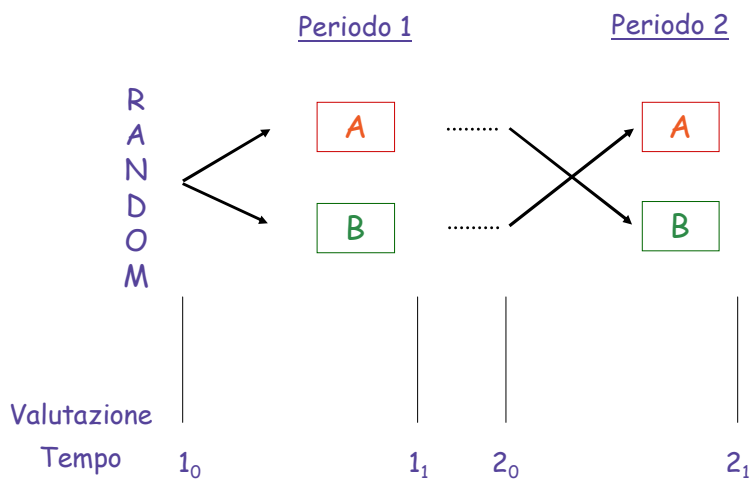 Periodo 1 Periodo 2
R
A
N
D
O
M
A A
B B
Valutazione
Tempo 1₀ 1₁ 2₀ 2₁